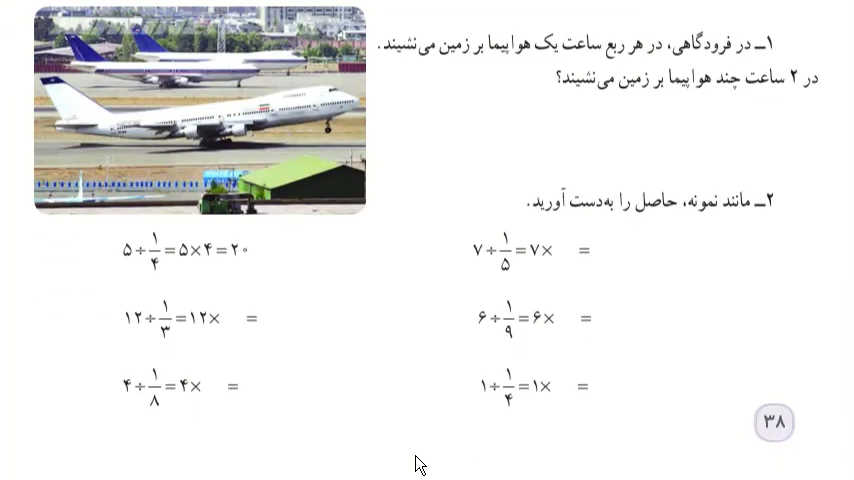 ۱ــ در فرودگاهی، در هر ربع ساعت یک هواپیما بر زمین می‌نشیند.
در ۲ ساعت چند هواپیما بر زمین می‌نشیند؟
۲ــ مانند نمونه، حاصل را به‌دست آورید.
۵ ÷ ۱/۴ = ۵ × ۴ = ۲۰
۷ ÷ ۱/۵ = ۷ ×     =
۱۲ ÷ ۱/۳ = ۱۲ ×     =
۶ ÷ ۱/۹ = ۶ ×     =
۴ ÷ ۱/۸ = ۴ ×     =
۱ ÷ ۱/۴ = ۱ ×     =
۳۸